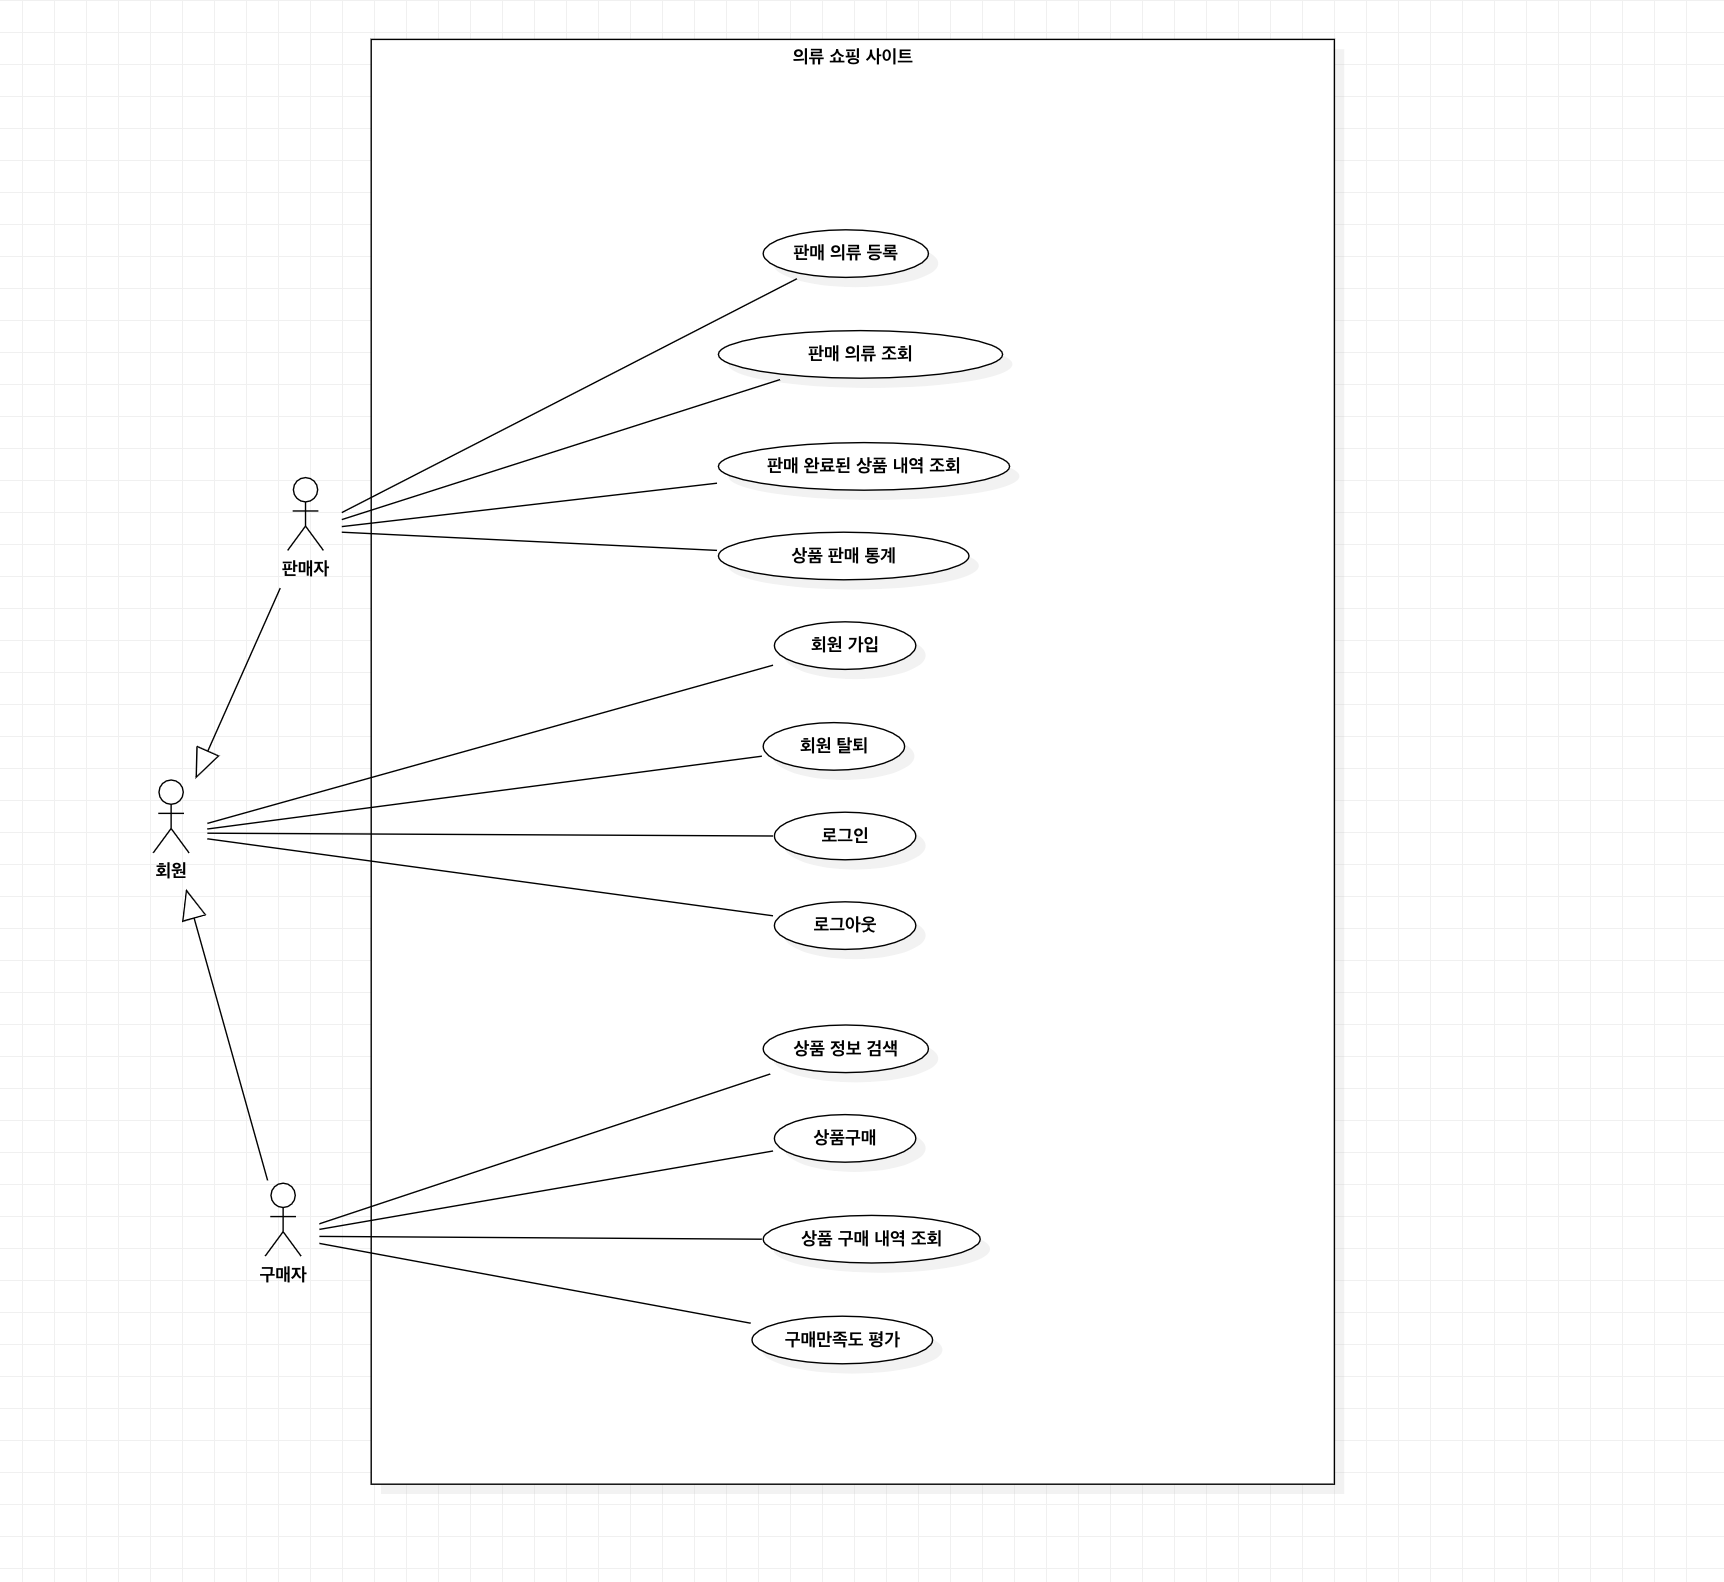 의류 쇼핑 사이트
판매 의류 등록
판매 의류 조회
판매 완료된 상품 내역 조회
상품 판매 통계
판매자
회원 가입
회원 탈퇴
로그인
회원
로그아웃
상품 정보 검색
상품구매
상품 구매 내역 조회
구매자
구매만족도 평가